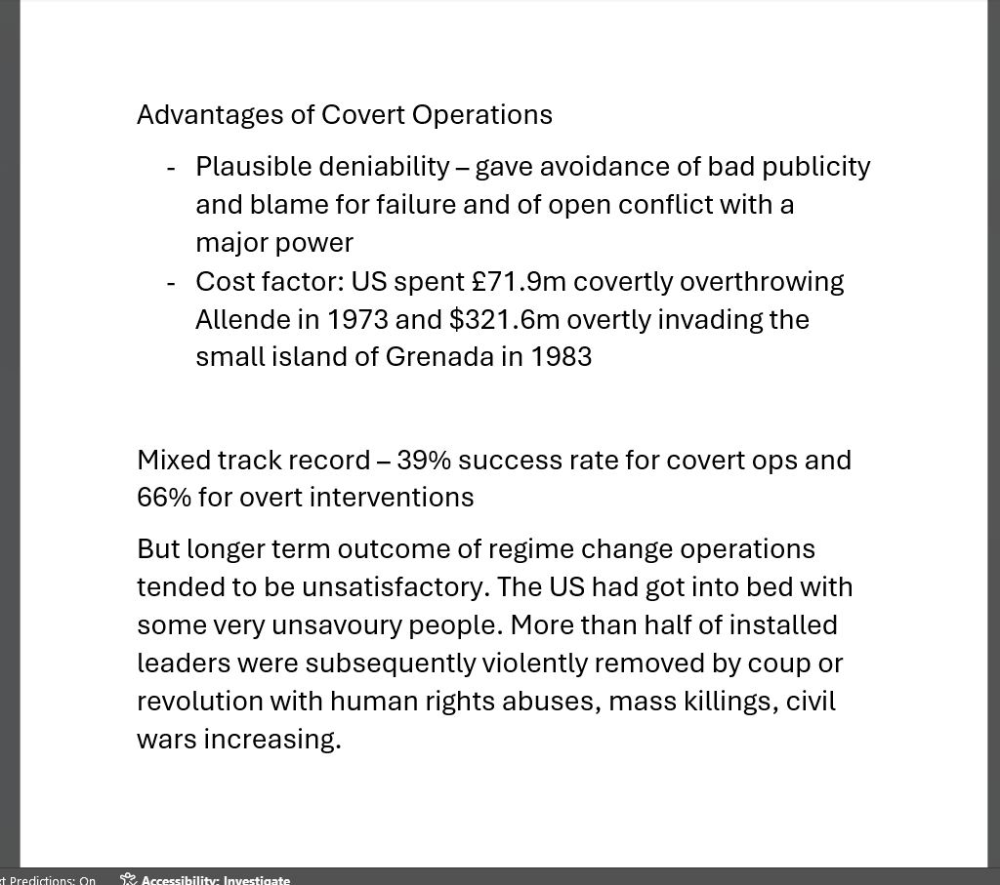 Advantages of Covert Operations
- Plausible deniability – gave avoidance of bad publicity
and blame for failure and of open conflict with a
major power
- Cost factor: US spent £71.9m covertly overthrowing
Allende in 1973 and $321.6m overtly invading the
small island of Grenada in 1983
Mixed track record – 39% success rate for covert ops and
66% for overt interventions
But longer term outcome of regime change operations
tended to be unsatisfactory. The US had got into bed with
some very unsavoury people. More than half of installed
leaders were subsequently violently removed by coup or
revolution with human rights abuses, mass killings, civil
wars increasing.
t Predictions: On Accessibility: Investigate